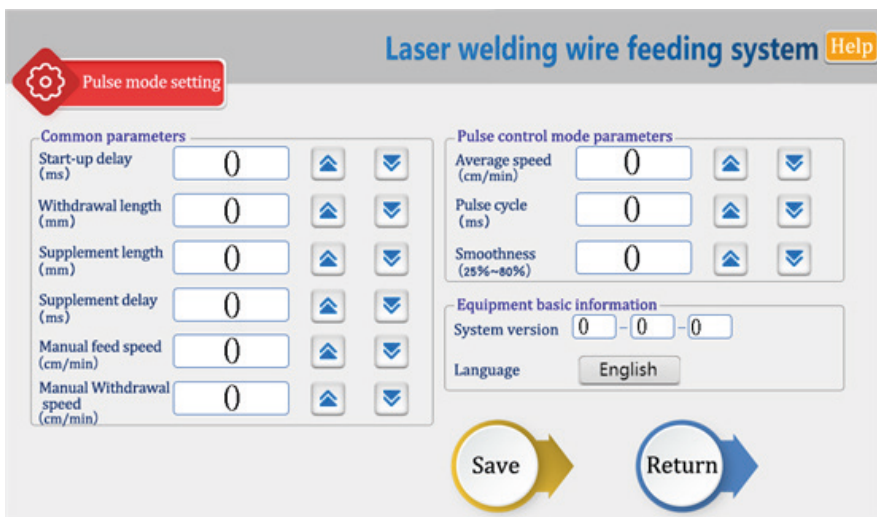 Laser welding wire feeding system
Help
Pulse mode setting
Common parameters
Start-up delay
(ms)
0
Withdrawal length
(mm)
0
Supplement length
(mm)
0
Supplement delay
(ms)
0
Manual feed speed
(cm/min)
0
Manual Withdrawal
speed
(cm/min)
0
Pulse control mode parameters
Average speed
(cm/min)
0
Pulse cycle
(ms)
0
Smoothness
(25%~80%)
0
Equipment basic information
System version 0 - 0 - 0
Language English
Save
Return